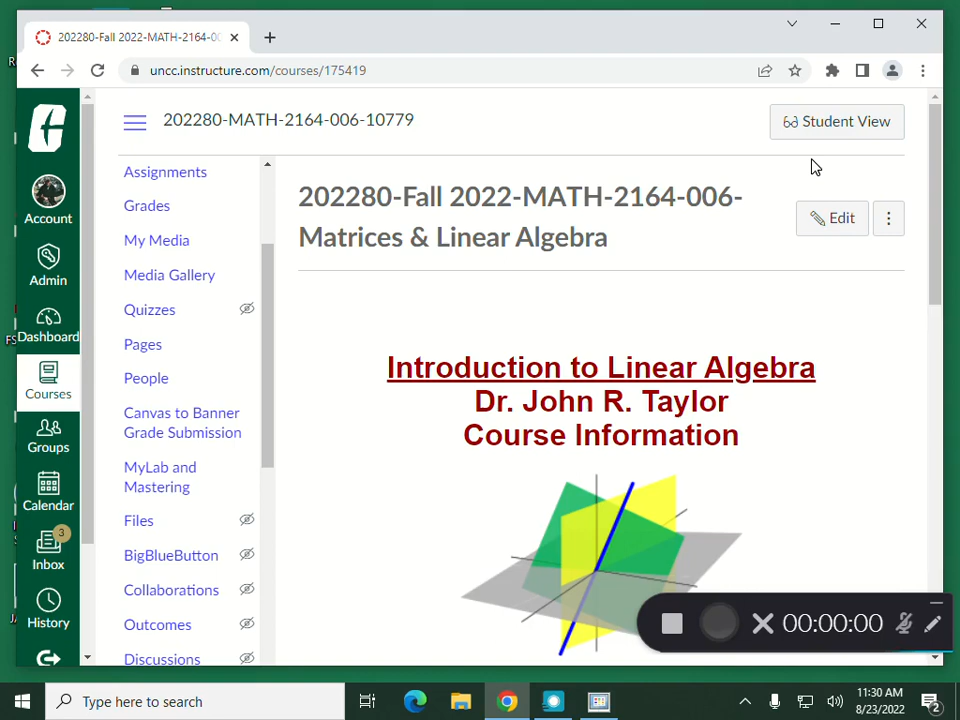 202280-Fall 2022-MATH-2164-00
uncc.instructure.com/courses/175419
202280-MATH-2164-006-10779
Student View
Account
Admin
Dashboard
Courses
Groups
Calendar
3
Inbox
History
Assignments
Grades
My Media
Media Gallery
Quizzes
Pages
People
Canvas to Banner
Grade Submission
MyLab and
Mastering
Files
BigBlueButton
Collaborations
Outcomes
Discussions
202280-Fall 2022-MATH-2164-006-
Matrices & Linear Algebra
Edit
Introduction to Linear Algebra
Dr. John R. Taylor
Course Information
00:00:00
Type here to search
11:30 AM
8/23/2022
2